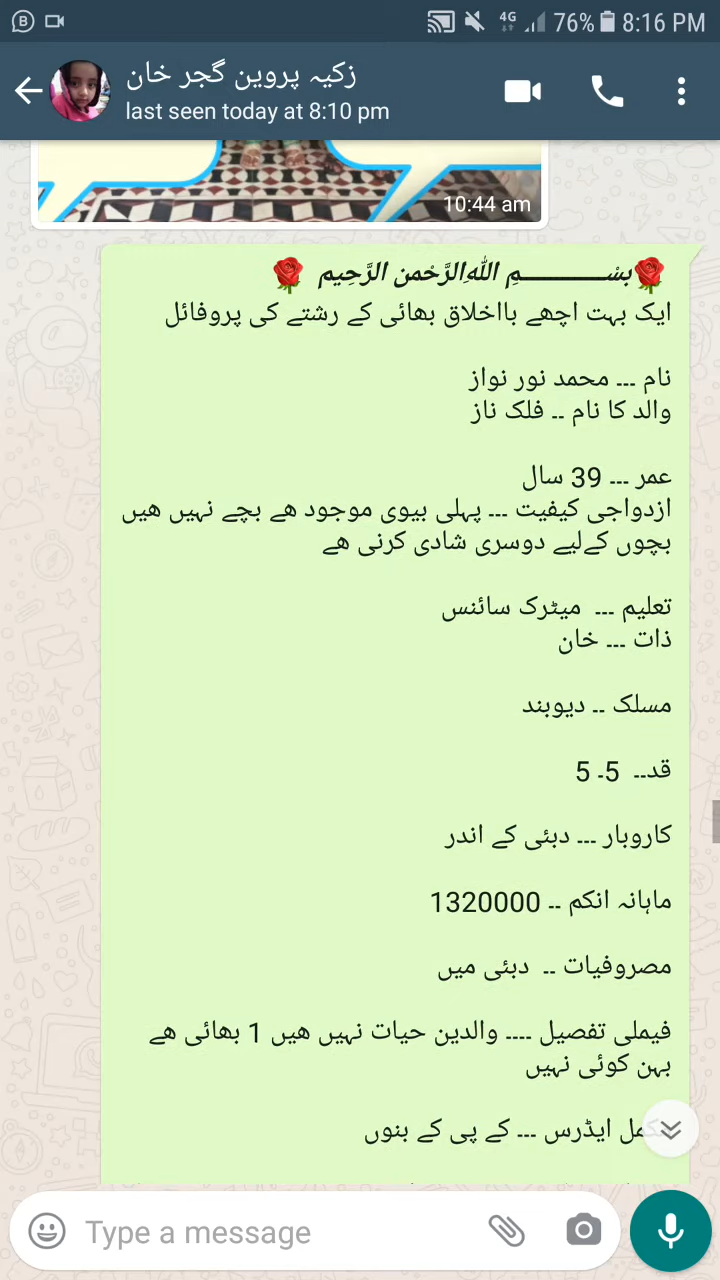 4G 76% 8:16 PM
زکیہ پروین گجر خان
last seen today at 8:10 pm
10:44 am
🌹بسْــــــــــــمِ اللهِالرَّحْمن الرَّحِيم 🌹
ایک بہت اچھے بااخلاق بھائی کے رشتے کی پروفائل
نام --- محمد نور نواز
والد کا نام -- فلک ناز
عمر --- 39 سال
ازدواجی کیفیت --- پہلی بیوی موجود ھے بچے نہیں ھیں
بچوں کےلیے دوسری شادی کرنی ھے
تعلیم --- میٹرک سائنس
ذات --- خان
مسلک -- دیوبند
قد-- 5۔ 5
کاروبار --- دبئی کے اندر
ماہانہ انکم -- 1320000
مصروفیات -- دبئی میں
فیملی تفصیل ---- والدین حیات نہیں ھیں 1 بھائی ھے
بہن کوئی نہیں
ایڈرس --- کے پی کے بنوں
Type a message